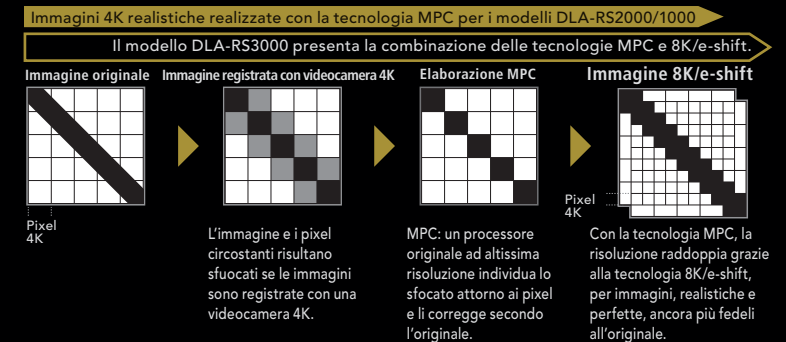 Immagini 4K realistiche realizzate con la tecnologia MPC per i modelli DLA-RS2000/1000
Il modello DLA-RS3000 presenta la combinazione delle tecnologie MPC e 8K/e-shift.
Immagine originale
Immagine registrata con videocamera 4K
Elaborazione MPC
Immagine 8K/e-shift
Pixel
4K
L'immagine e i pixel
circostanti risultano
sfuocati se le immagini
sono registrate con una
videocamera 4K.
MPC: un processore
originale ad altissima
risoluzione individua lo
sfocato attorno ai pixel
e li corregge secondo
l'originale.
Pixel
4K
Con la tecnologia MPC, la
risoluzione raddoppia grazie
alla tecnologia 8K/e-shift,
per immagini, realistiche e
perfette, ancora più fedeli
all'originale.